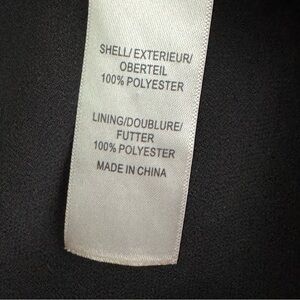 SHELL/EXTERIEUR/
OBERTEIL
100% POLYESTER
LINING/DOUBLURE/
FUTTER
100% POLYESTER
MADE IN CHINA